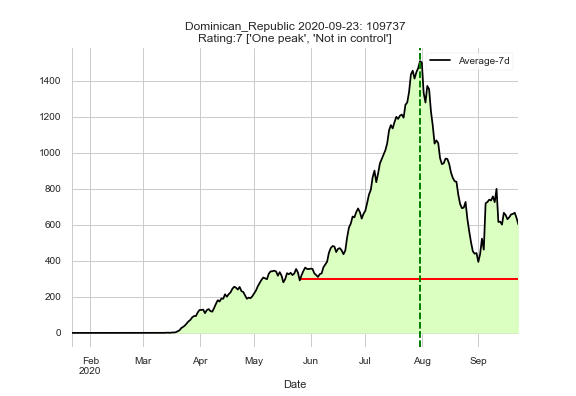 Dominican_Republic 2020-09-23: 109737
Rating:7 ['One peak', 'Not in control']
Average-7d
1400
1200
1000
800
600
400
200
0
Feb Mar Apr May Jun Jul Aug Sep
2020
Date